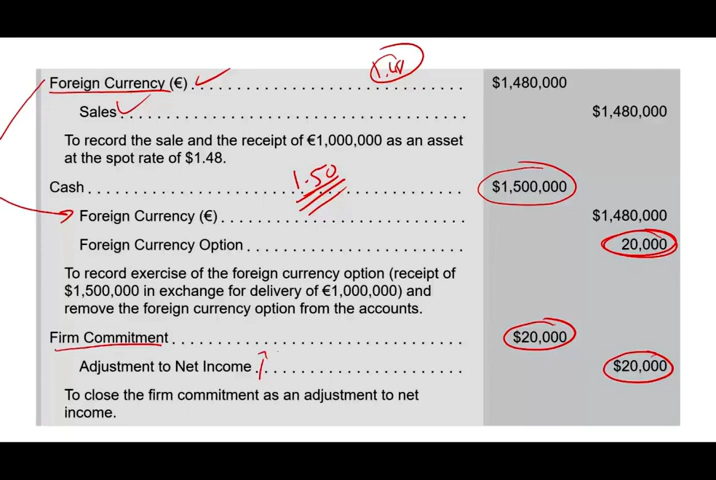 1.48
Foreign Currency (€) . . . . . . . . . . . . . . . . . . . . . . . . . . . . . . . . . . $1,480,000
Sales . . . . . . . . . . . . . . . . . . . . . . . . . . . . . . . . . . . . . . . . . . $1,480,000
To record the sale and the receipt of €1,000,000 as an asset
at the spot rate of $1.48.
1.50
Cash . . . . . . . . . . . . . . . . . . . . . . . . . . . . . . . . . . . . . . . . . . . . . $1,500,000
Foreign Currency (€) . . . . . . . . . . . . . . . . . . . . . . . . . . . . . . $1,480,000
Foreign Currency Option . . . . . . . . . . . . . . . . . . . . . . . . . . . 20,000
To record exercise of the foreign currency option (receipt of
$1,500,000 in exchange for delivery of €1,000,000) and
remove the foreign currency option from the accounts.
Firm Commitment . . . . . . . . . . . . . . . . . . . . . . . . . . . . . . . . . . . $20,000
Adjustment to Net Income . . . . . . . . . . . . . . . . . . . . . . . . . . $20,000
To close the firm commitment as an adjustment to net
income.